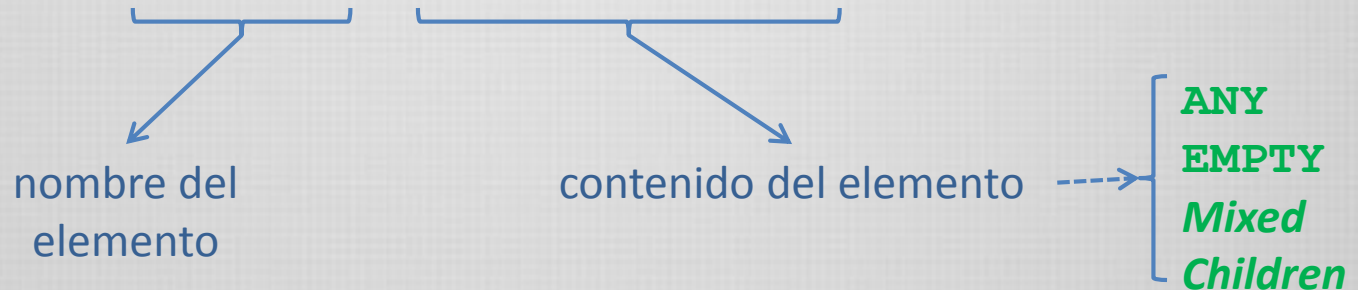 nombre del
elemento
contenido del elemento
ANY
EMPTY
Mixed
Children